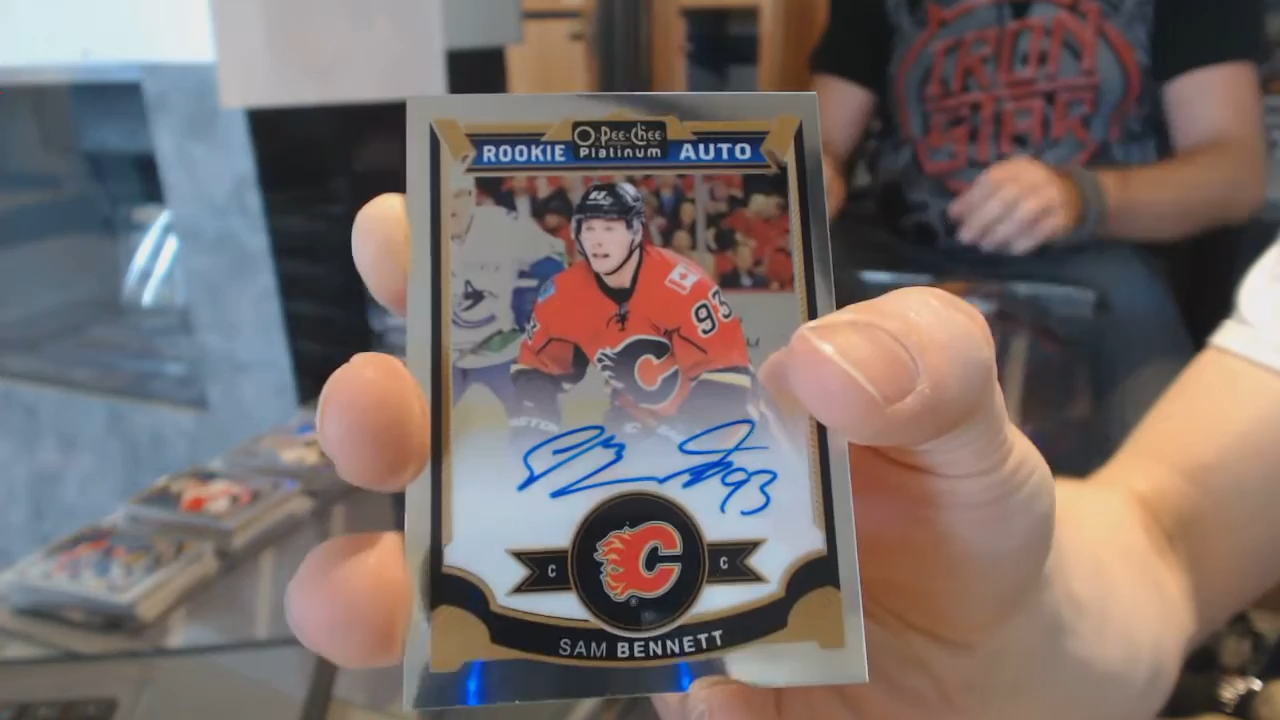 IRON
STAR
O-Pee-Chee
Platinum
ROOKIE AUTO
93
C
C C
SAM BENNETT